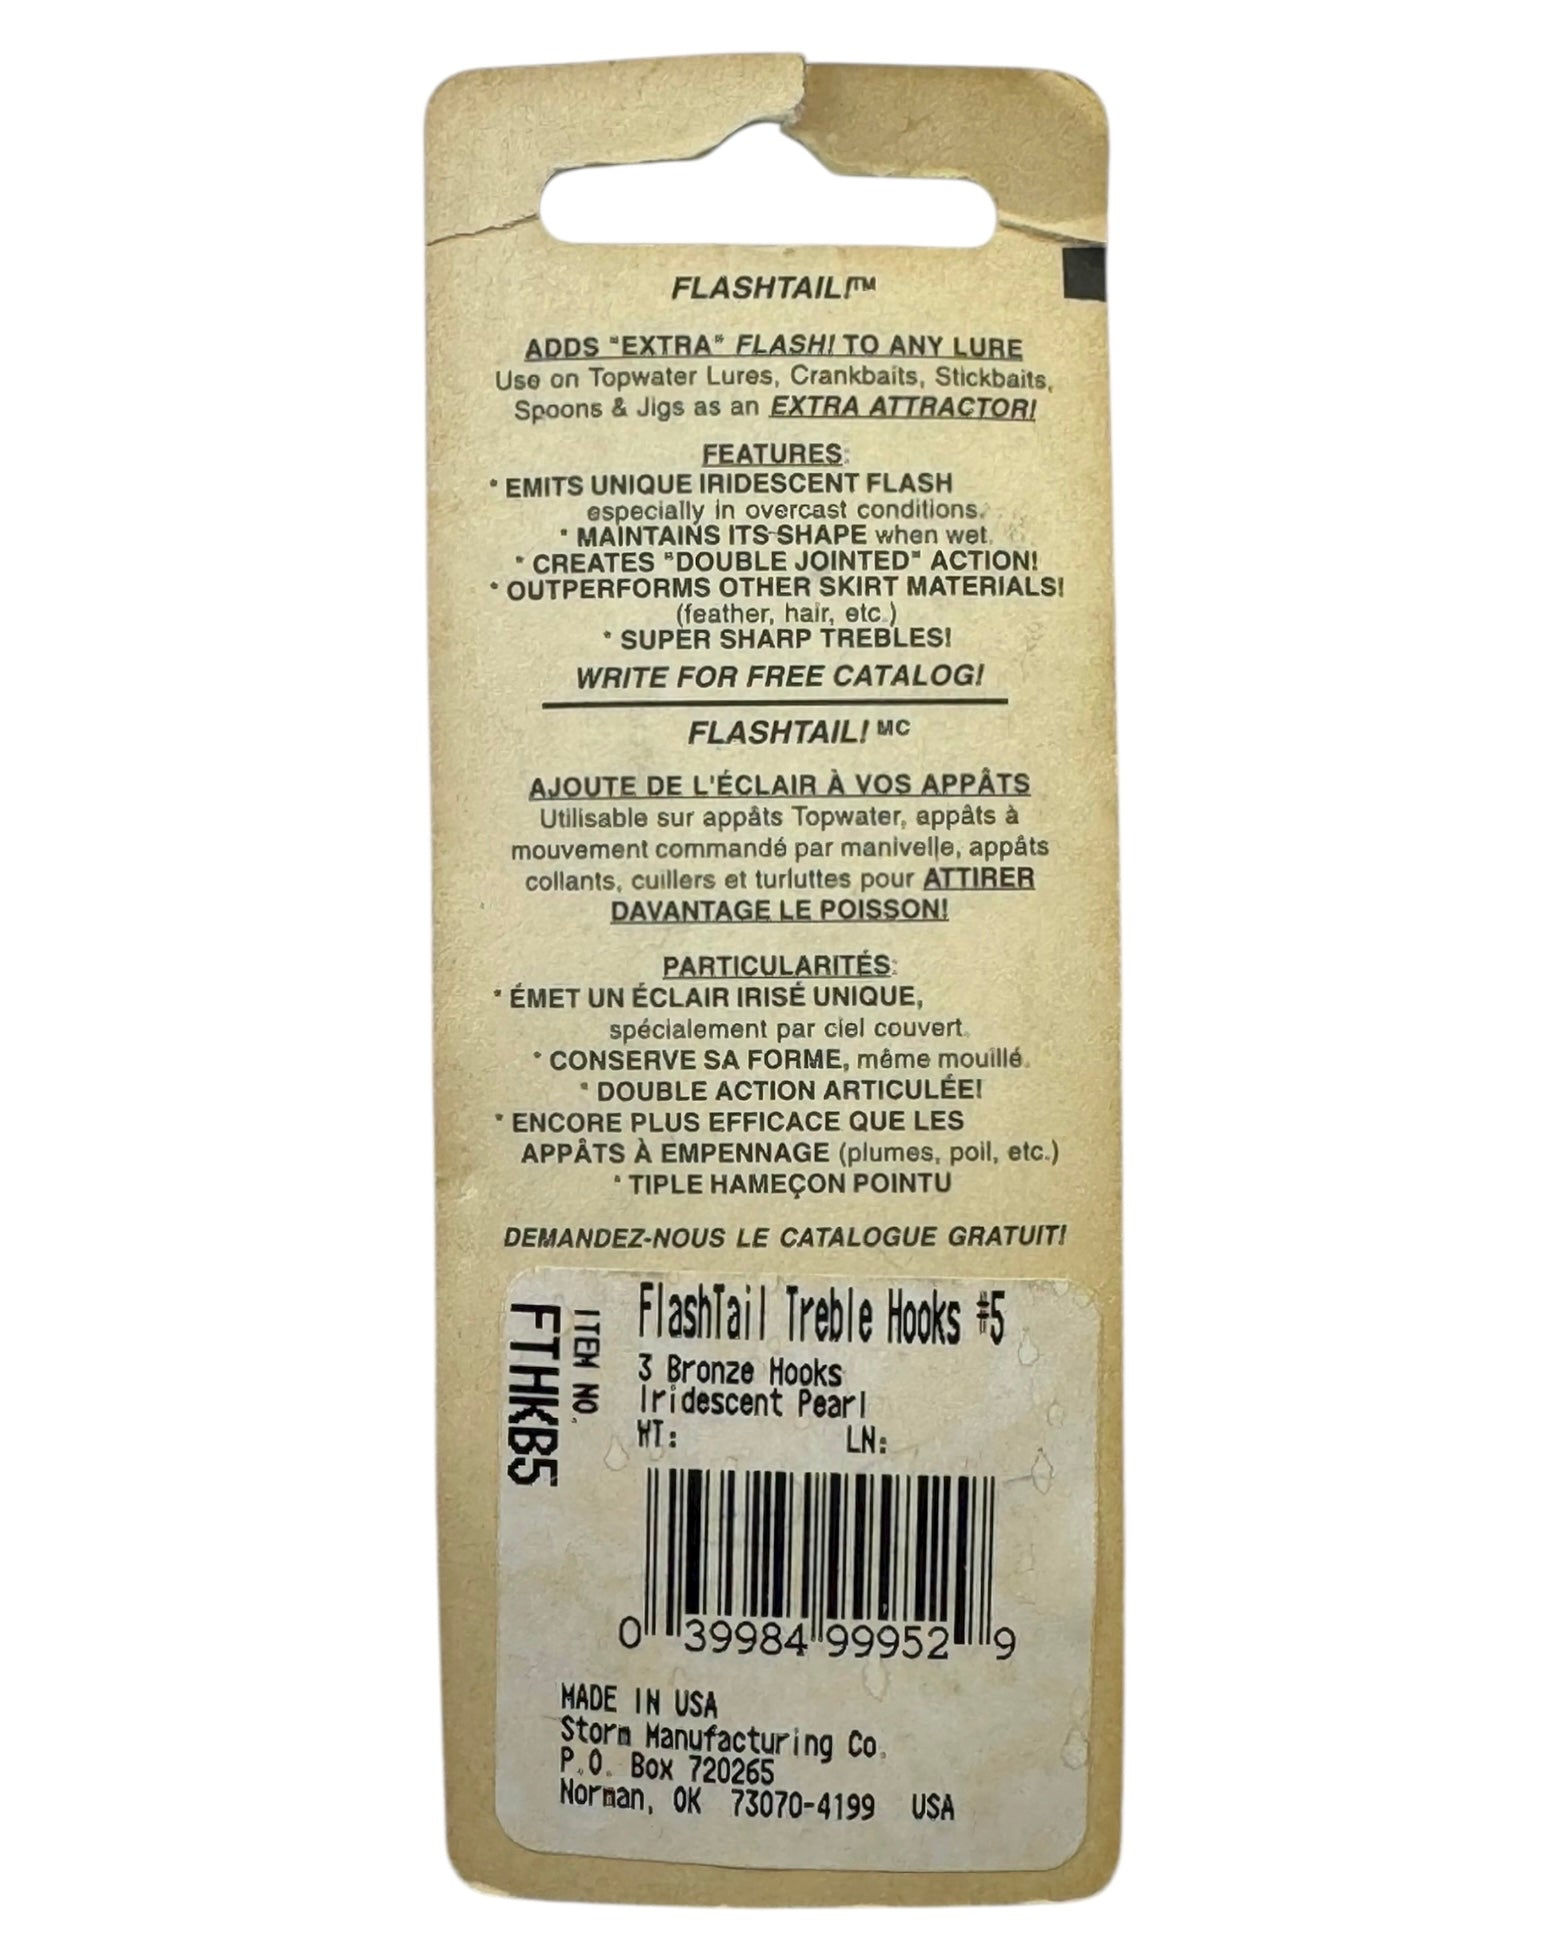 FLASHTAIL!™
ADDS "EXTRA" FLASH! TO ANY LURE
Use on Topwater Lures, Crankbaits, Stickbaits,
Spoons & Jigs as an EXTRA ATTRACTOR!
FEATURES:
* EMITS UNIQUE IRIDESCENT FLASH
especially in overcast conditions.
* MAINTAINS ITS SHAPE when wet.
* CREATES "DOUBLE JOINTED" ACTION!
* OUTPERFORMS OTHER SKIRT MATERIALS!
(feather, hair, etc.)
* SUPER SHARP TREBLES!
WRITE FOR FREE CATALOG!
FLASHTAIL! MC
AJOUTE DE L'ÉCLAIR À VOS APPÂTS
Utilisable sur appâts Topwater, appâts à
mouvement commandé par manivelle, appâts
collants, cuillers et turluttes pour ATTIRER
DAVANTAGE LE POISSON!
PARTICULARITÉS:
* ÉMET UN ÉCLAIR IRISÉ UNIQUE,
spécialement par ciel couvert.
* CONSERVE SA FORME, même mouillé.
* DOUBLE ACTION ARTICULÉE!
* ENCORE PLUS EFFICACE QUE LES
APPÂTS À EMPENNAGE (plumes, poil, etc.)
* TIPLE HAMEÇON POINTU
DEMANDEZ-NOUS LE CATALOGUE GRATUIT!
ITEM NO.
FTHKB5
FlashTail Treble Hooks #5
3 Bronze Hooks
Iridescent Pearl
WT: LN:
0 39984 99952 9
MADE IN USA
Storm Manufacturing Co.
P.O. Box 720265
Norman, OK 73070-4199 USA